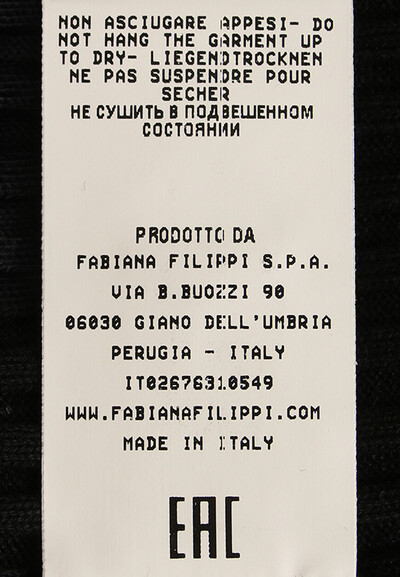 NON ASCIUGARE APPESI- DO
NOT HANG THE GARMENT UP
TO DRY- LIEGENDTROCKNEN
NE PAS SUSPENDRE POUR
SECHER
НЕ СУШИТЬ В ПОДВЕШЕННОМ
СОСТОЯНИИ
PRODOTTO DA
FABIANA FILIPPI S.P.A.
VIA B.BUOZZI 90
06030 GIANO DELL'UMBRIA
PERUGIA - ITALY
IT02676310549
WWW.FABIANAFILIPPI.COM
MADE IN ITALY
EAC